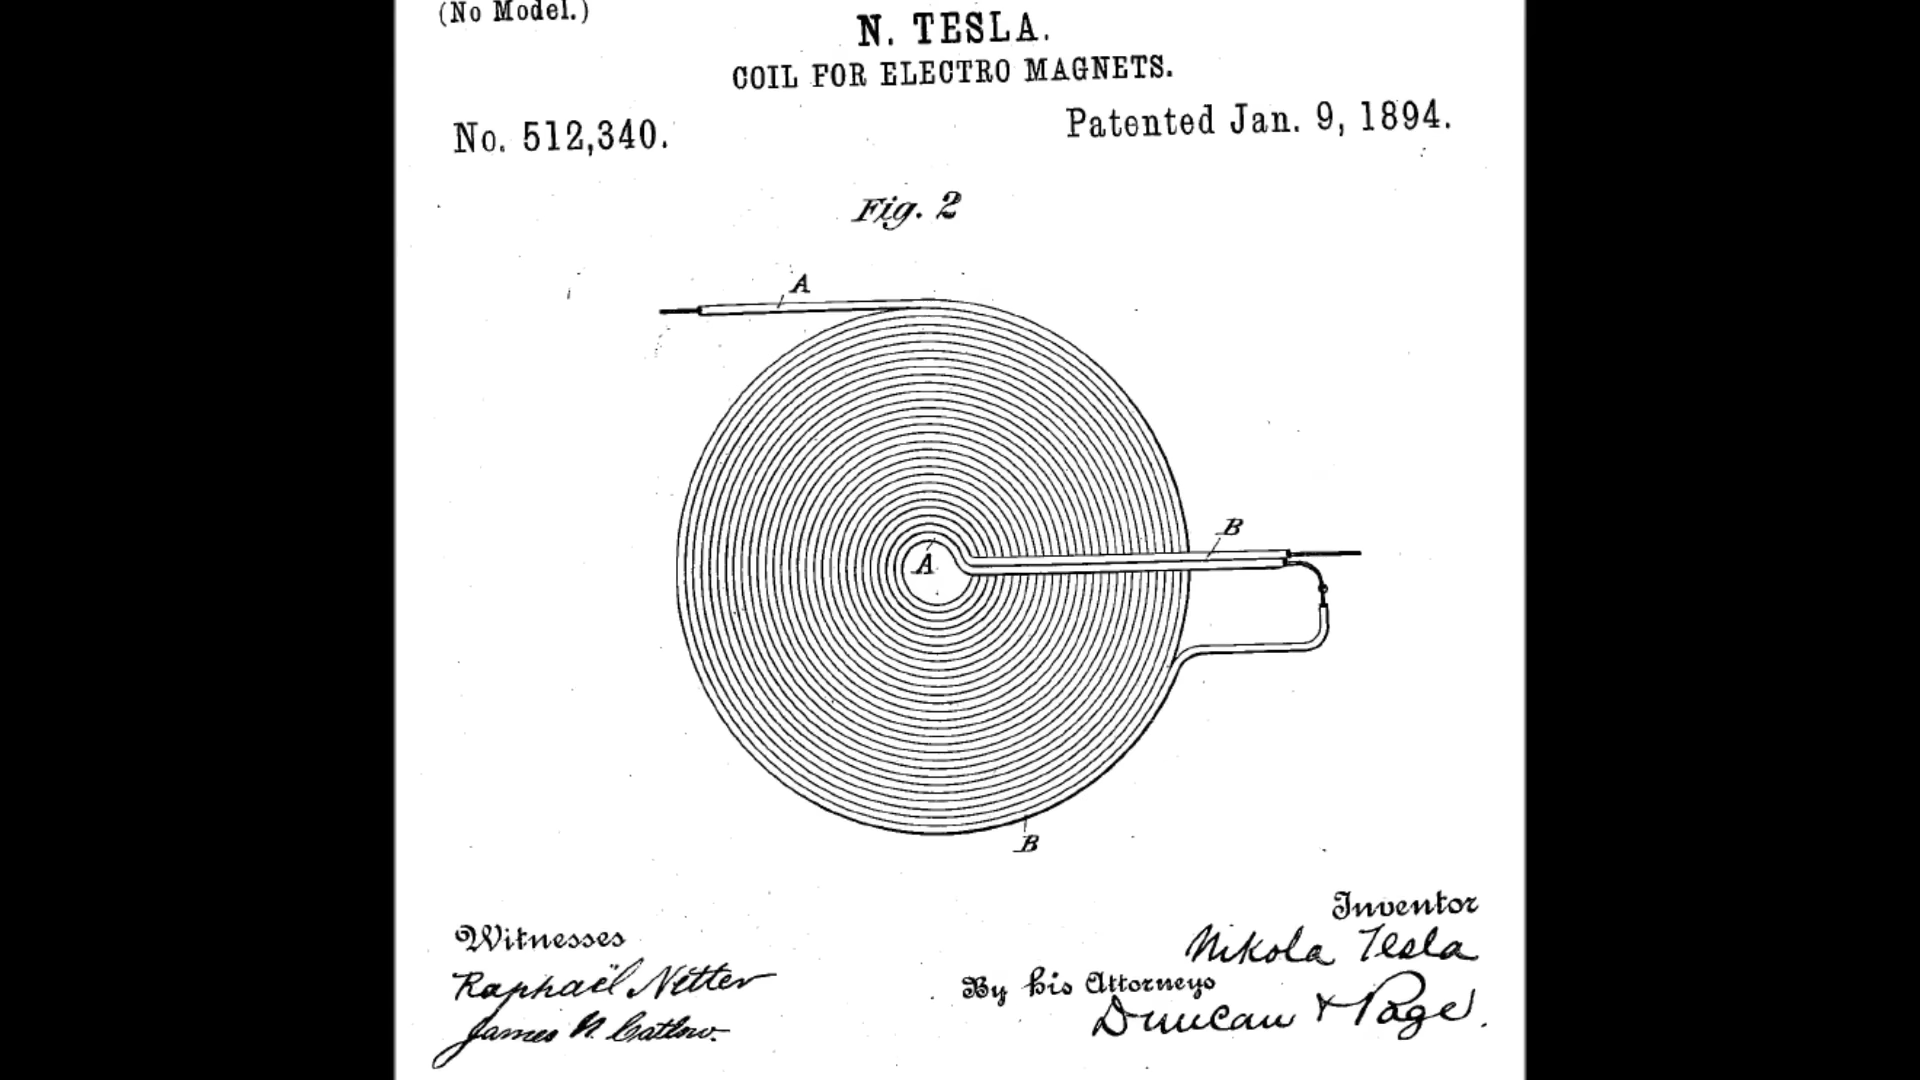 (No Model.)
N. TESLA.
COIL FOR ELECTRO MAGNETS.
No. 512,340.
Patented Jan. 9, 1894.
Fig. 2
A
B
A
B
Witnesses
Raphaël Netter
James N. Catlow.
Inventor
Nikola Tesla
By his Attorneys
Duncan & Page.